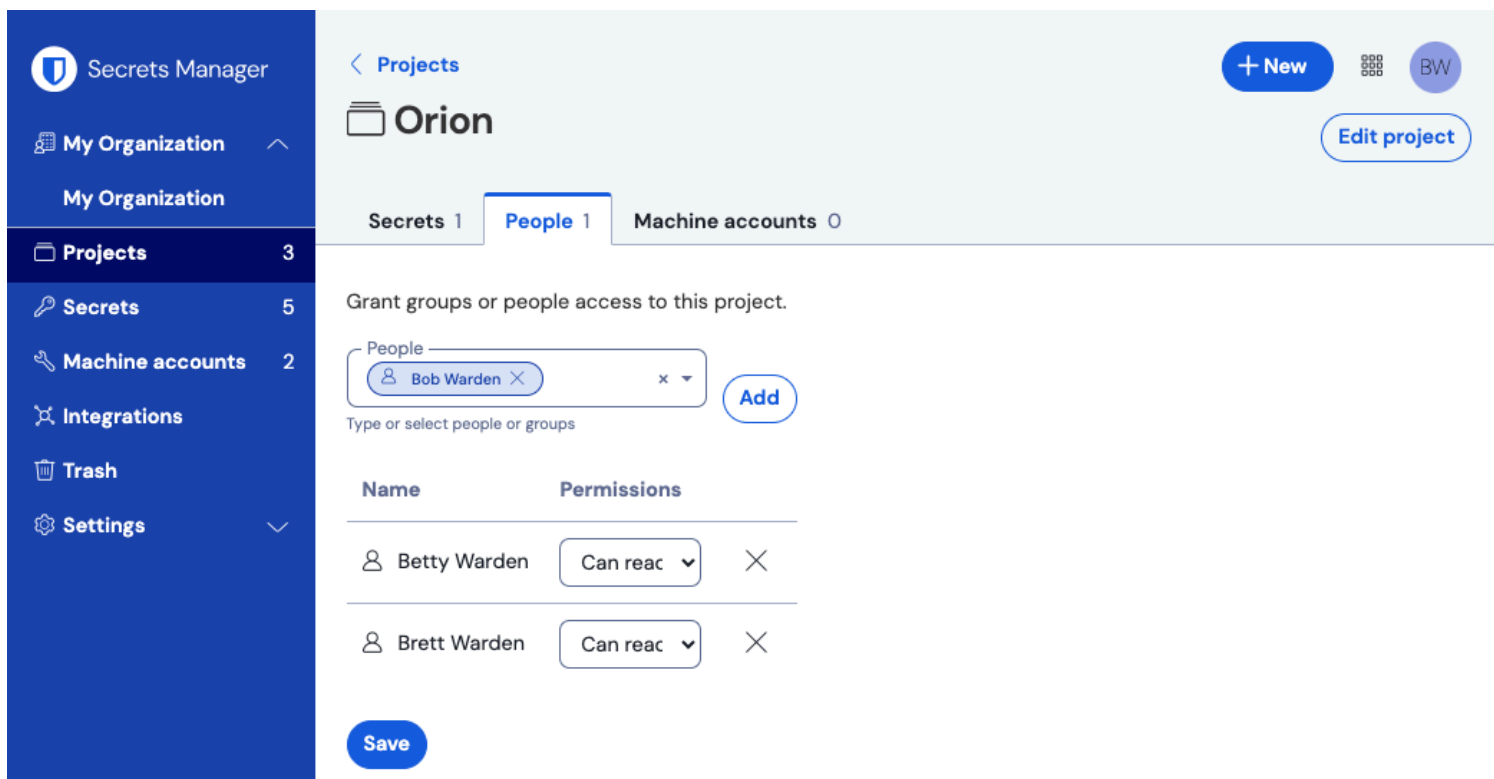 Secrets Manager
My Organization
My Organization
Projects 3
Secrets 5
Machine accounts 2
Integrations
Trash
Settings
Projects
New
BW
Orion
Edit project
Secrets 1
People 1
Machine accounts 0
Grant groups or people access to this project.
People
Bob Warden
Add
Type or select people or groups
Name Permissions
Betty Warden Can reac
Brett Warden Can reac
Save